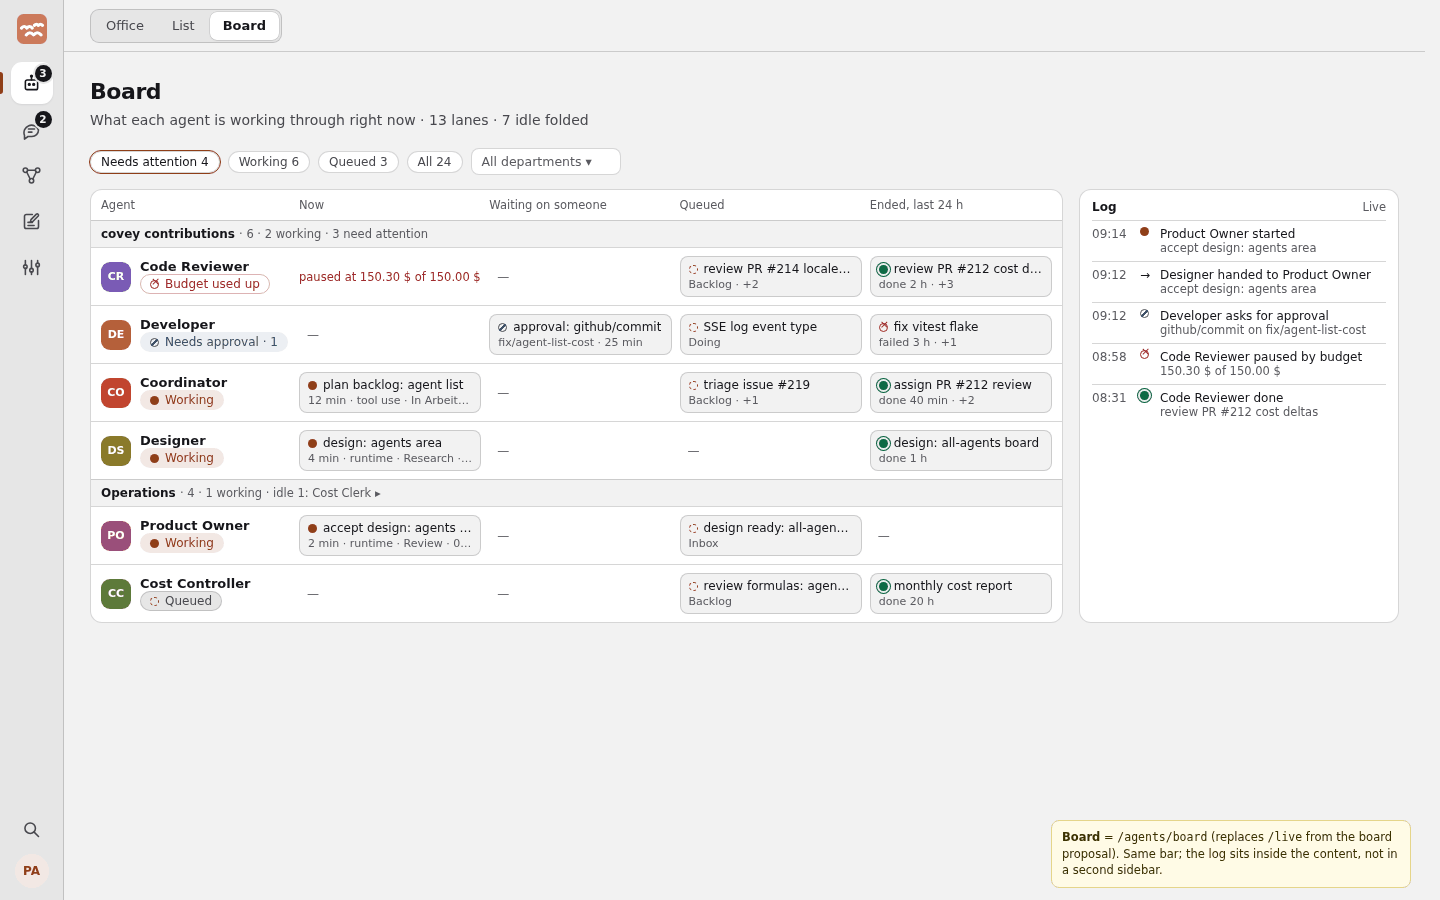 3
2
PA
Office List Board
Board
What each agent is working through right now · 13 lanes · 7 idle folded
Needs attention 4 Working 6 Queued 3 All 24 All departments ▾
Agent Now Waiting on someone Queued Ended, last 24 h
covey contributions · 6 · 2 working · 3 need attention
CR Code Reviewer
Budget used up
paused at 150.30 $ of 150.00 $
—
review PR #214 locale…
Backlog · +2
review PR #212 cost d…
done 2 h · +3
DE Developer
Needs approval · 1
—
approval: github/commit
fix/agent-list-cost · 25 min
SSE log event type
Doing
fix vitest flake
failed 3 h · +1
CO Coordinator
Working
plan backlog: agent list
12 min · tool use · In Arbeit…
—
triage issue #219
Backlog · +1
assign PR #212 review
done 40 min · +2
DS Designer
Working
design: agents area
4 min · runtime · Research ·…
—
—
design: all-agents board
done 1 h
Operations · 4 · 1 working · idle 1: Cost Clerk ▸
PO Product Owner
Working
accept design: agents …
2 min · runtime · Review · 0…
—
design ready: all-agen…
Inbox
—
CC Cost Controller
Queued
—
—
review formulas: agen…
Backlog
monthly cost report
done 20 h
Log Live
09:14 Product Owner started
accept design: agents area
09:12 → Designer handed to Product Owner
accept design: agents area
09:12 Developer asks for approval
github/commit on fix/agent-list-cost
08:58 Code Reviewer paused by budget
150.30 $ of 150.00 $
08:31 Code Reviewer done
review PR #212 cost deltas
Board = /agents/board (replaces /live from the board
proposal). Same bar; the log sits inside the content, not in
a second sidebar.